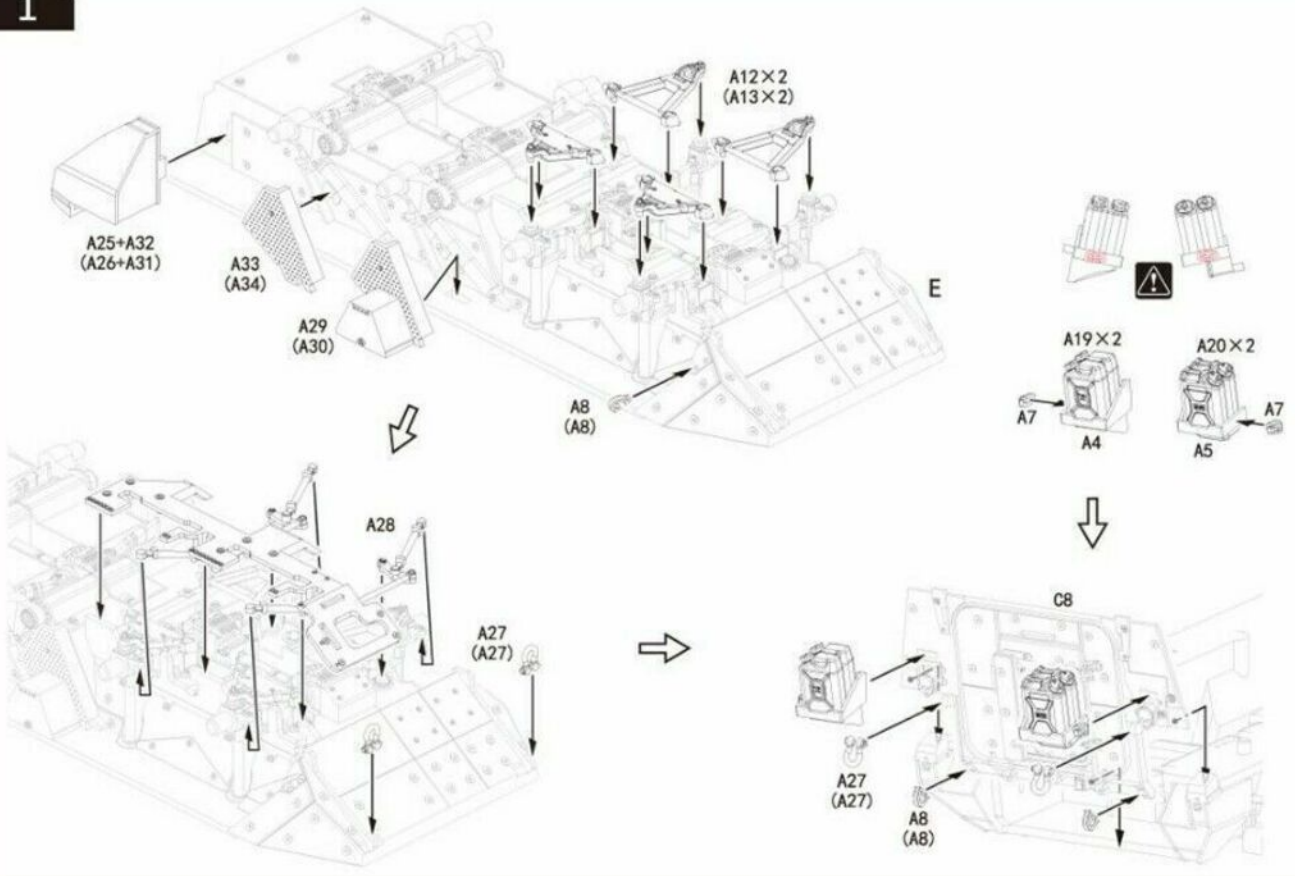 1
A12×2
(A13×2)
A25+A32
(A26+A31)
A33
(A34)
A29
(A30)
E
A8
(A8)
A19×2
A20×2
A7
A7
A4
A5
A28
A27
(A27)
C8
A27
(A27)
A8
(A8)